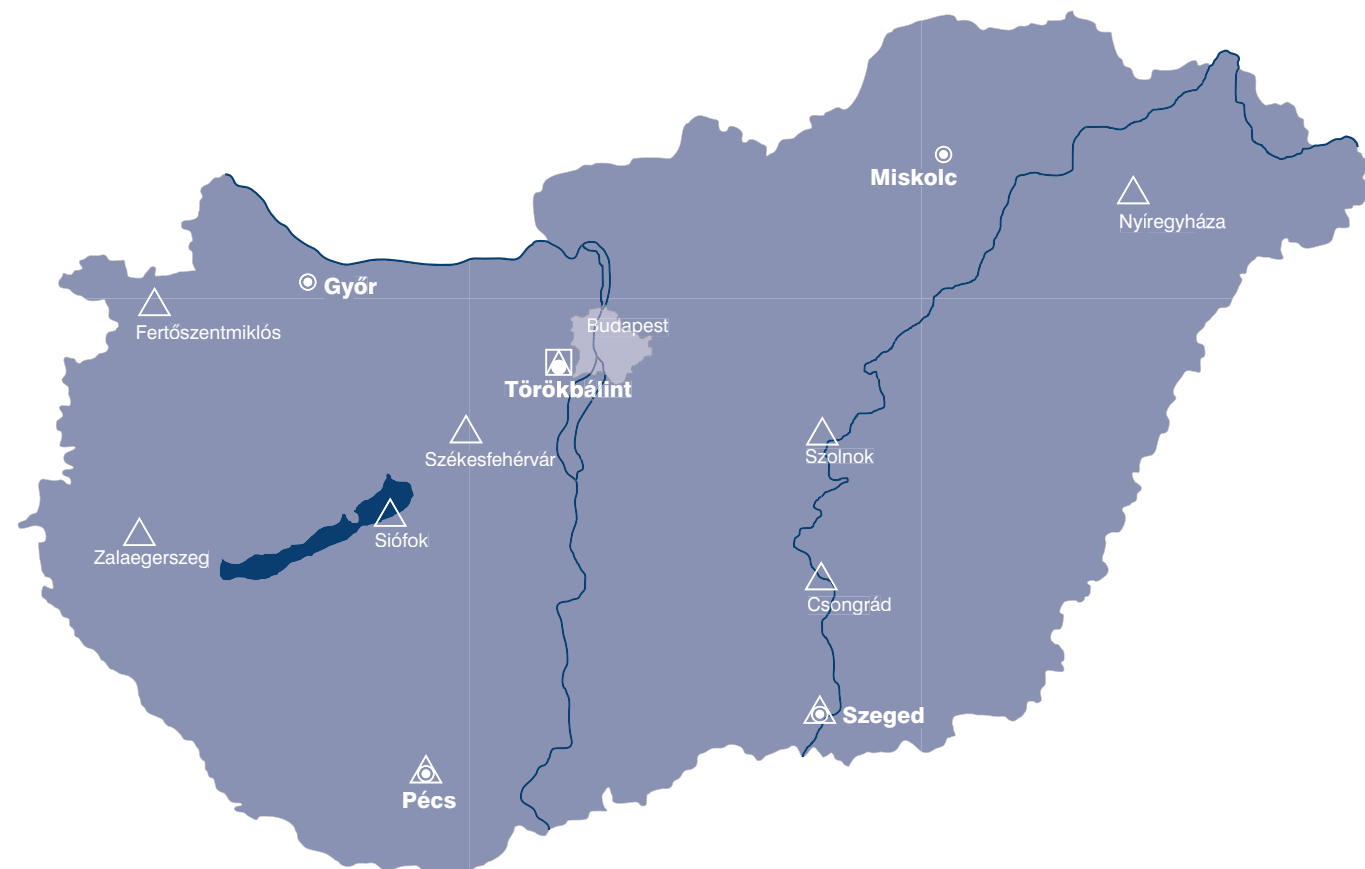 Miskolc
Nyíregyháza
Győr
Fertőszentmiklós
Budapest
Törökbálint
Székesfehérvár
Szolnok
Siófok
Zalaegerszeg
Csongrád
Szeged
Pécs